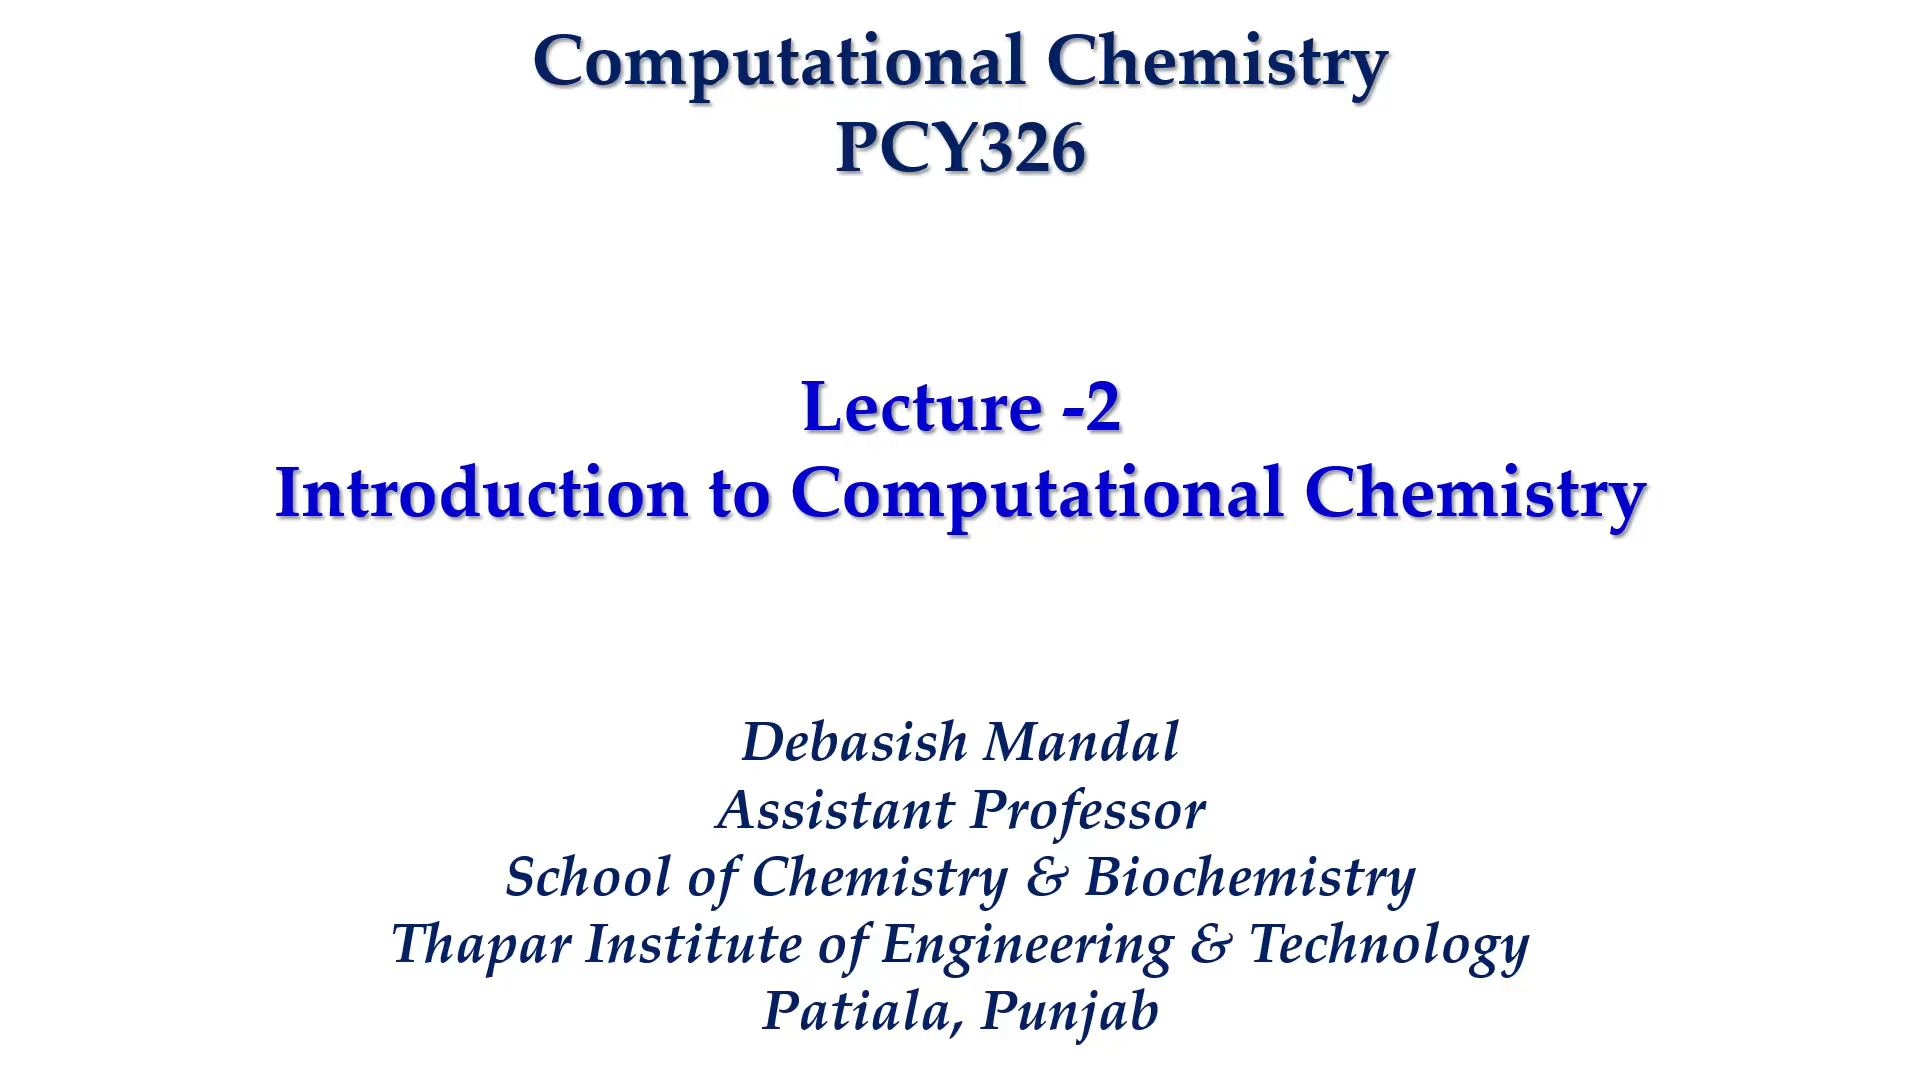 Computational Chemistry
PCY326
Lecture -2
Introduction to Computational Chemistry
Debasish Mandal
Assistant Professor
School of Chemistry & Biochemistry
Thapar Institute of Engineering & Technology
Patiala, Punjab